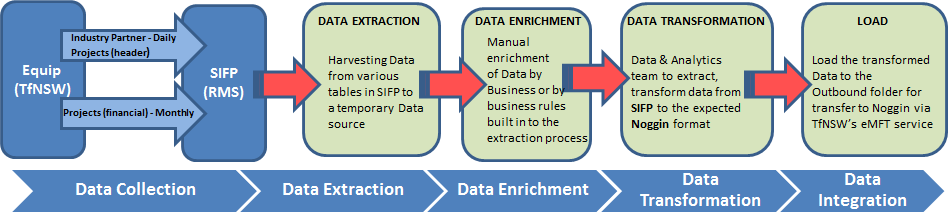 Equip
(TfNSW)
Industry Partner - Daily
Projects (header)
Projects (financial) - Monthly
SIFP
(RMS)
DATA EXTRACTION
Harvesting Data
from various
tables in SIFP to
a temporary Data
source
DATA ENRICHMENT
Manual
enrichment
of Data by
Business or by
business rules
built in to the
extraction process
DATA TRANSFORMATION
Data & Analytics
team to extract,
transform data from
SIFP to the expected
Noggin format
LOAD
Load the transformed
Data to the
Outbound folder for
transfer to Noggin via
TfNSW's eMFT service
Data Collection
Data Extraction
Data Enrichment
Data
Transformation
Data
Integration